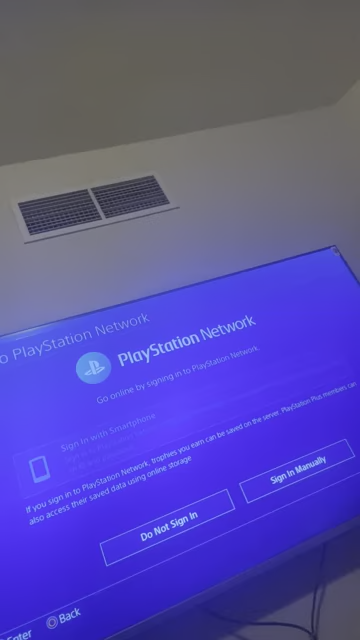 to PlayStation Network
PlayStation Network
Go online by signing in to PlayStation Network.
Sign In with Smartphone
If you sign in to PlayStation Network, trophies you earn can be saved on the server. PlayStation Plus members can
also access their saved data using online storage
Do Not Sign In
Sign In Manually
Enter
Back